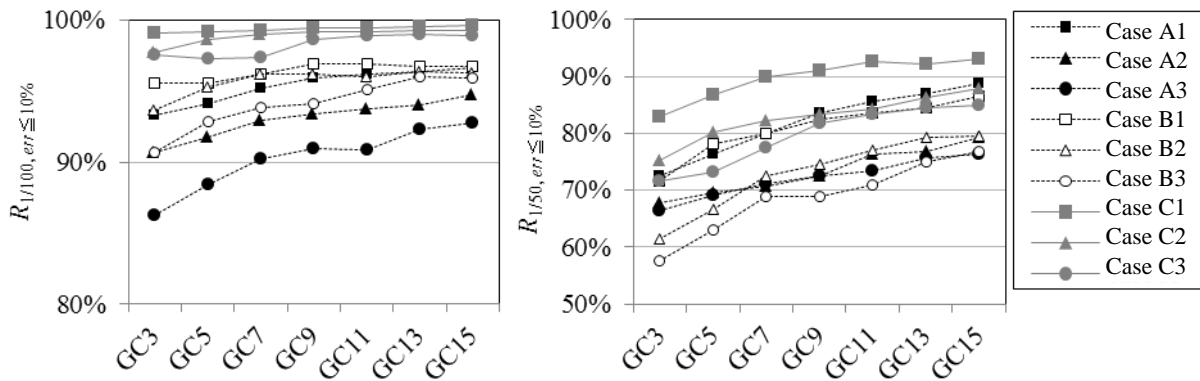 R1/100, err≦10%
100%
90%
80%
GC3
GC5
GC7
GC9
GC11
GC13
GC15
R1/50, err≦10%
100%
90%
80%
70%
60%
50%
GC3
GC5
GC7
GC9
GC11
GC13
GC15
Case A1
Case A2
Case A3
Case B1
Case B2
Case B3
Case C1
Case C2
Case C3